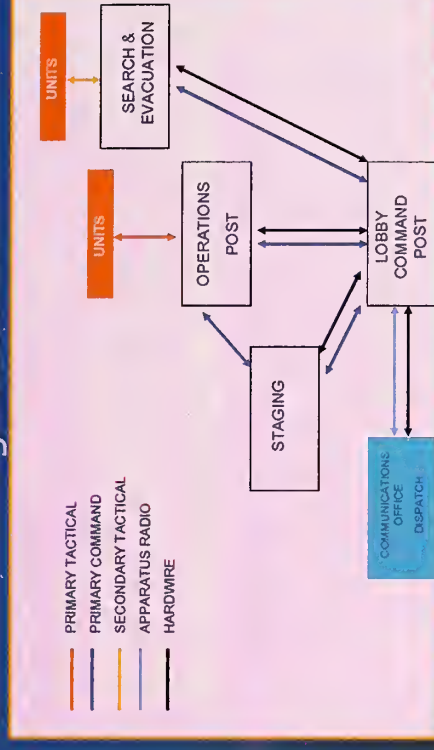 PRIMARY TACTICAL
PRIMARY COMMAND
SECONDARY TACTICAL
APPARATUS RADIO
HARDWIRE
UNITS
SEARCH &
EVACUATION
UNITS
OPERATIONS
POST
STAGING
LOBBY
COMMAND
POST
COMMUNICATIONS
OFFICE
DISPATCH